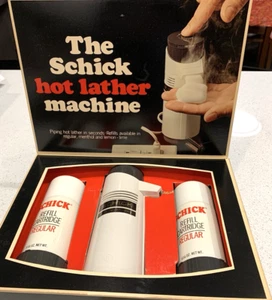 The
Schick
hot lather
machine
Piping hot lather in seconds. Refills available in
regular, menthol and lemon - lime.
SCHICK
REFILL
CARTRIDGE
REGULAR
SCHICK
REFILL
CARTRIDGE
REGULAR